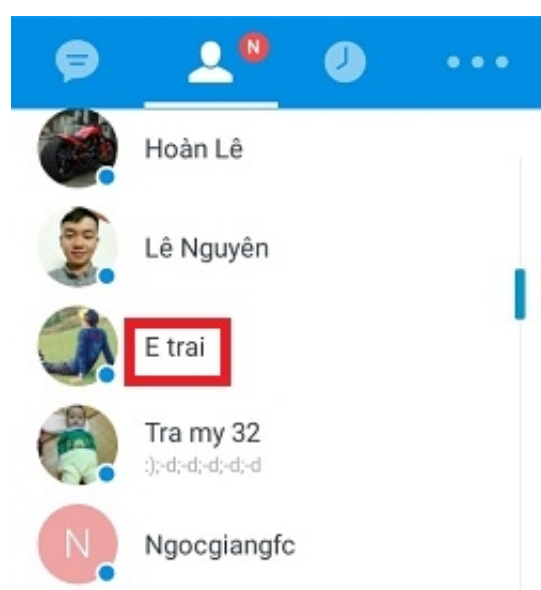 N
Hoàn Lê
Lê Nguyên
E trai
Tra my 32
:);-d;-d;-d;-d;-d
N
Ngocgiangfc